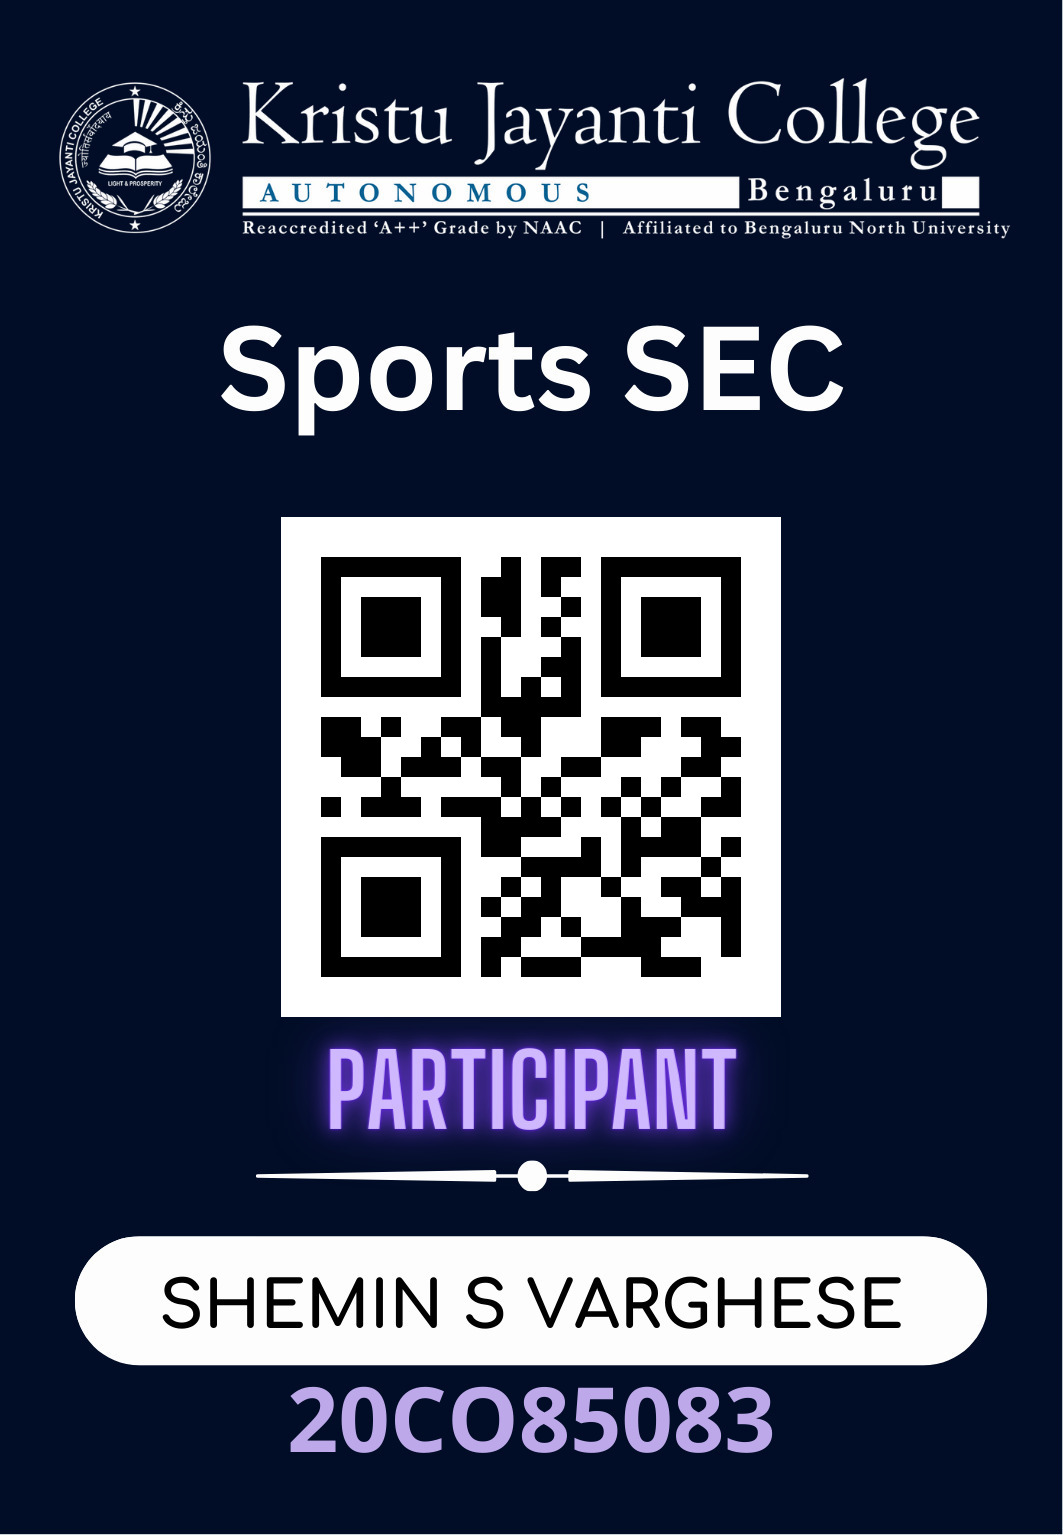 Kristu Jayanti College
AUTONOMOUS Bengaluru
Reaccredited ‘A++’ Grade by NAAC | Affiliated to Bengaluru North University
KRISTU JAYANTI COLLEGE
LIGHT & PROSPERITY
Sports SEC
PARTICIPANT
SHEMIN S VARGHESE
20CO85083